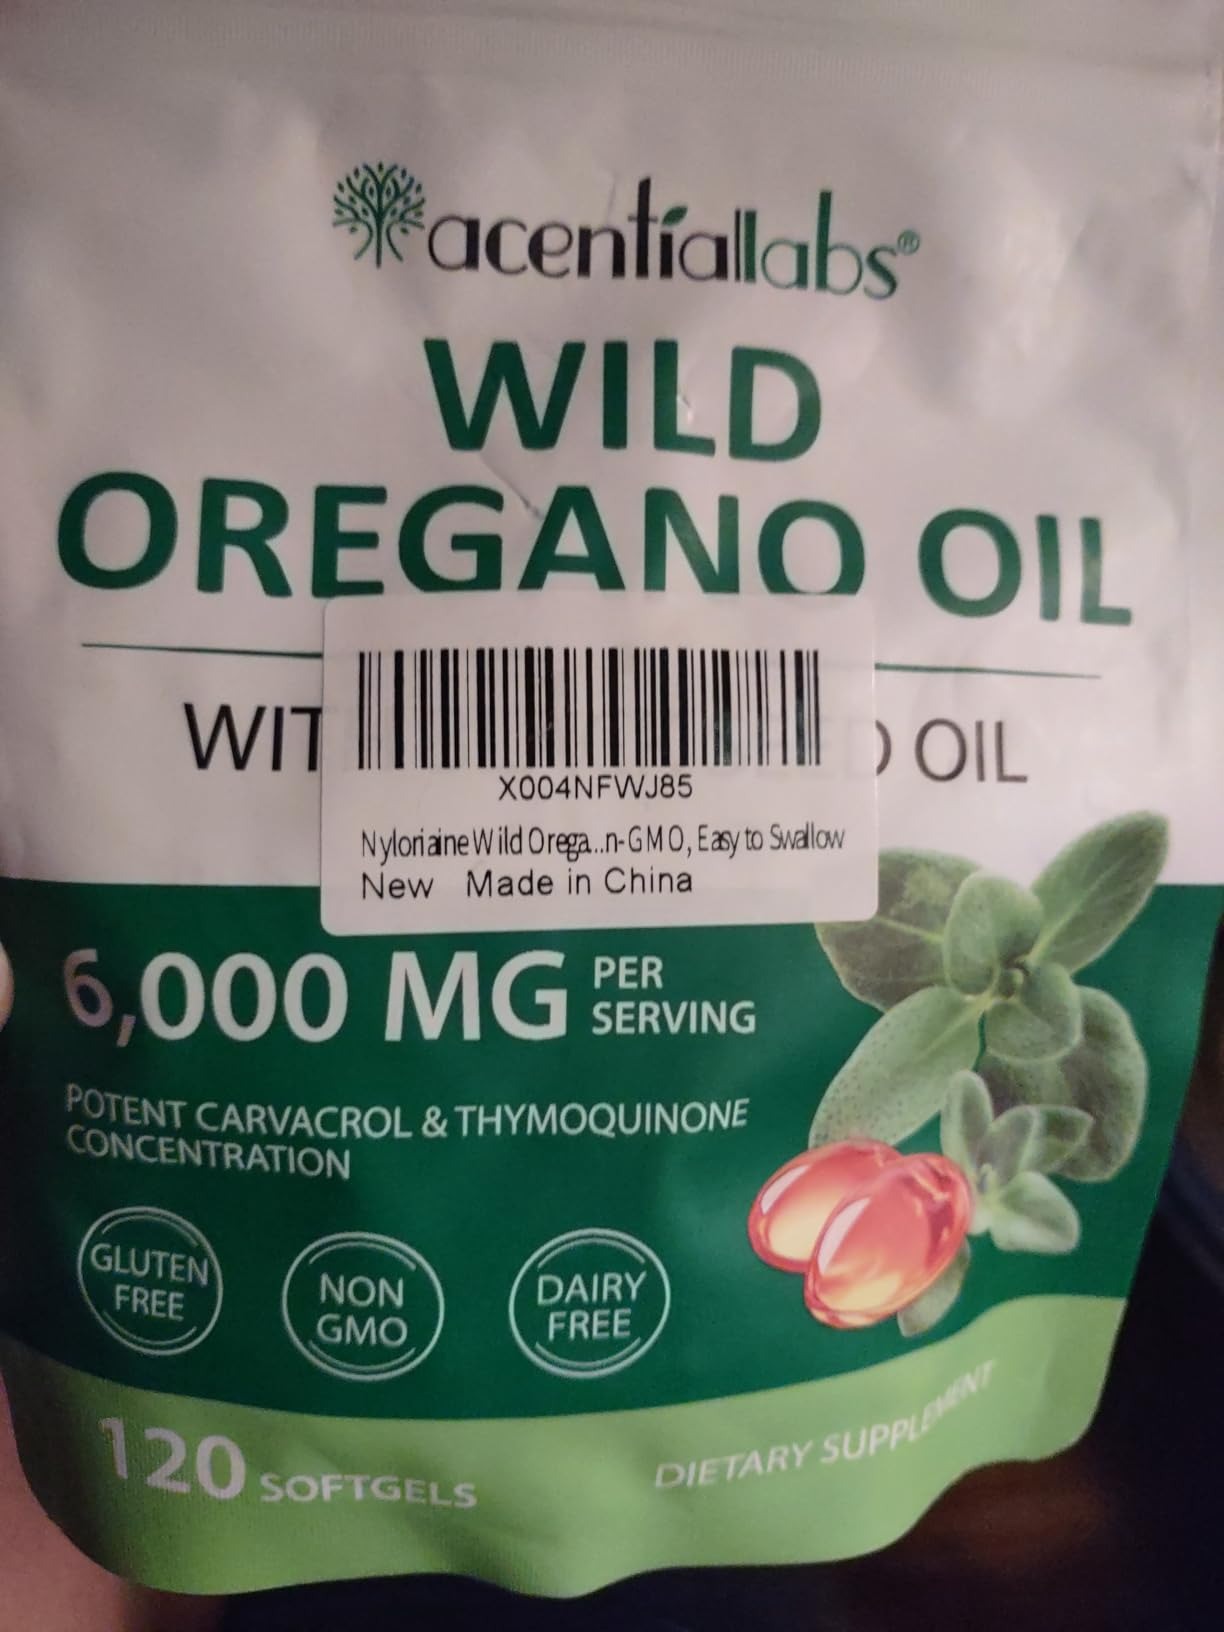 acentiallabs®
WILD
OREGANO OIL
WIT D OIL
X004NFWJ85
Nyloriaine Wild Orega...n-GMO, Easy to Swallow
New Made in China
6,000 MG PER SERVING
POTENT CARVACROL & THYMOQUINONE
CONCENTRATION
GLUTEN
FREE
NON
GMO
DAIRY
FREE
120 SOFTGELS
DIETARY SUPPLEMENT